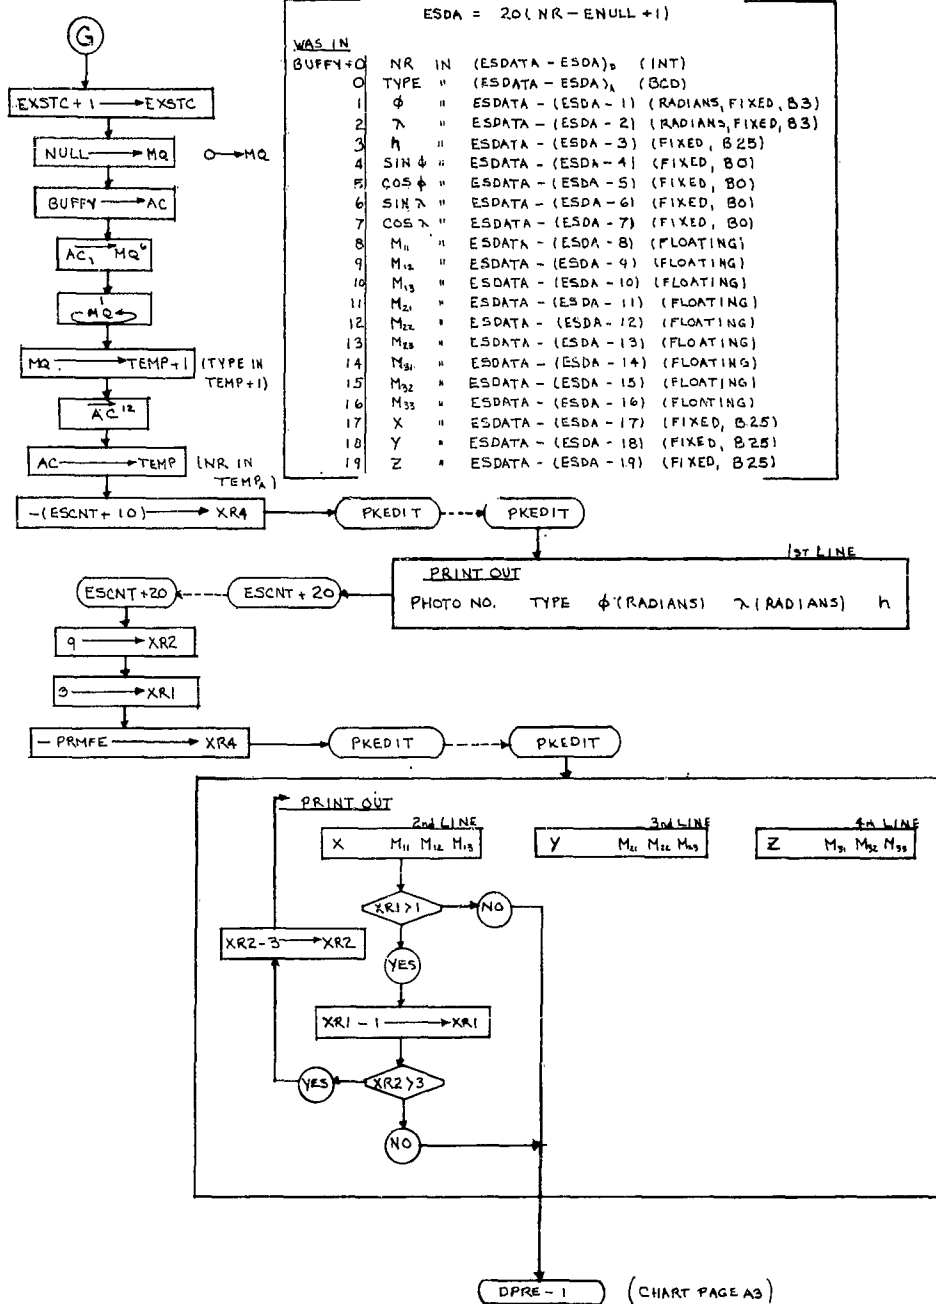 ESDA = 20(NR-ENULL+1)
WAS IN
BUFFY+0 NR IN (ESDATA - ESDA)D (INT)
0 TYPE " (ESDATA - ESDA)A (BCD)
1 ϕ " ESDATA - (ESDA - 1) (RADIANS, FIXED, B3)
2 λ " ESDATA - (ESDA - 2) (RADIANS, FIXED, B3)
3 h " ESDATA - (ESDA - 3) (FIXED, B25)
4 SIN ϕ " ESDATA - (ESDA - 4) (FIXED, B0)
5 COS ϕ " ESDATA - (ESDA - 5) (FIXED, B0)
6 SIN λ " ESDATA - (ESDA - 6) (FIXED, B0)
7 COS λ " ESDATA - (ESDA - 7) (FIXED, B0)
8 M11 " ESDATA - (ESDA - 8) (FLOATING)
9 M12 " ESDATA - (ESDA - 9) (FLOATING)
10 M13 " ESDATA - (ESDA - 10) (FLOATING)
11 M21 " ESDATA - (ESDA - 11) (FLOATING)
12 M22 " ESDATA - (ESDA - 12) (FLOATING)
13 M23 " ESDATA - (ESDA - 13) (FLOATING)
14 M31 " ESDATA - (ESDA - 14) (FLOATING)
15 M32 " ESDATA - (ESDA - 15) (FLOATING)
16 M33 " ESDATA - (ESDA - 16) (FLOATING)
17 X " ESDATA - (ESDA - 17) (FIXED, B25)
18 Y " ESDATA - (ESDA - 18) (FIXED, B25)
19 Z " ESDATA - (ESDA - 19) (FIXED, B25)
G
EXSTC + 1 → EXSTC
NULL → MQ 0 → MQ
BUFFY → AC
AC, MQ 6
1
MQ
MQ → TEMP+1 (TYPE IN
TEMP+1)
AC 12
AC → TEMP (NR IN
TEMPA)
-(ESCNT + 10) → XR4 PKEDIT PKEDIT
1ST LINE
PRINT OUT
PHOTO NO. TYPE ϕ (RADIANS) λ (RADIANS) h
ESCNT + 20 ESCNT + 20
9 → XR2
3 → XR1
- PRMFE → XR4 PKEDIT PKEDIT
PRINT OUT
2nd LINE 3nd LINE 4th LINE
X M11 M12 M13 Y M21 M22 M23 Z M31 M32 M33
XR1 > 1 NO
XR2 - 3 → XR2
YES
XR1 - 1 → XR1
YES XR2 > 3
NO
DPRE - 1 (CHART PAGE A3)